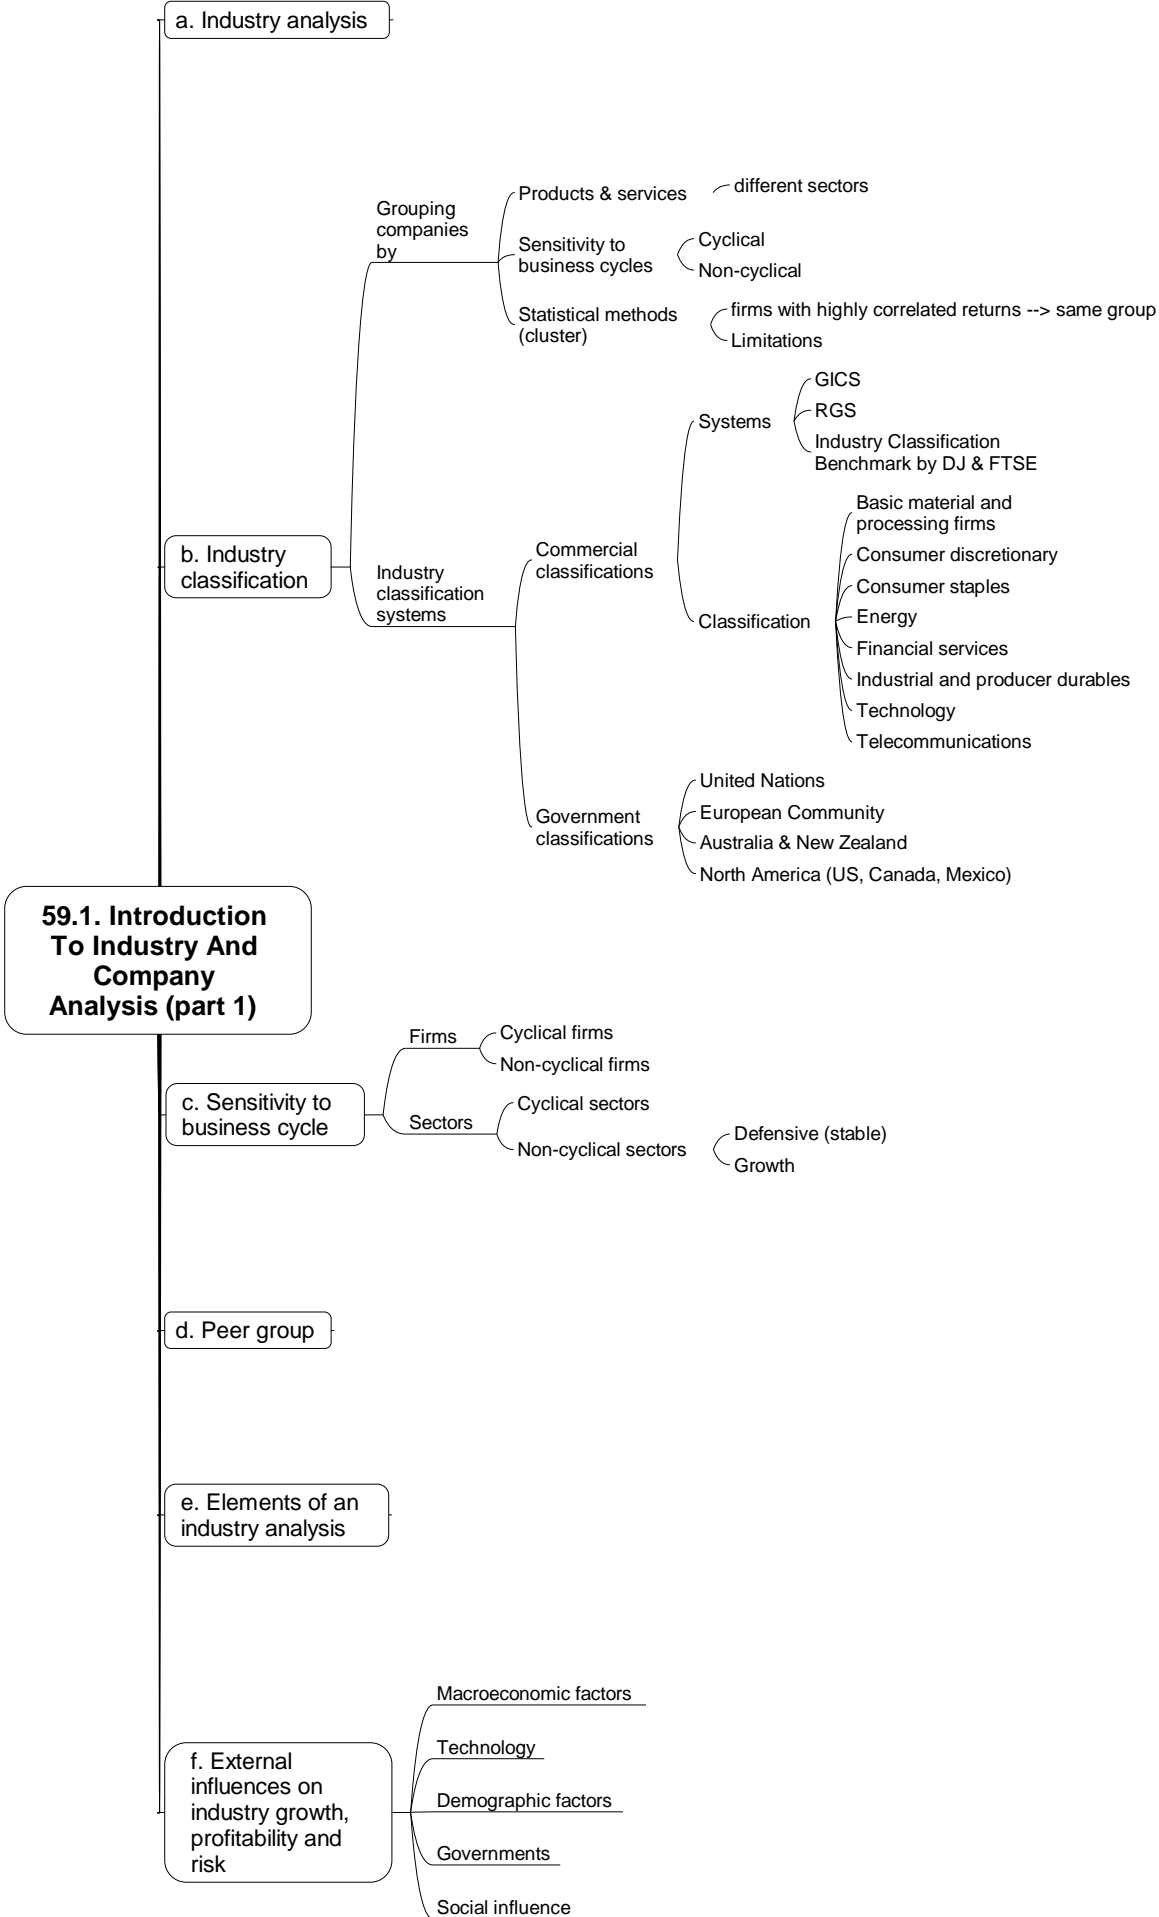 a. Industry analysis
Grouping
companies
by
Products & services
different sectors
Sensitivity to
business cycles
Cyclical
Non-cyclical
Statistical methods
(cluster)
firms with highly correlated returns --> same group
Limitations
b. Industry
classification
Industry
classification
systems
Commercial
classifications
Systems
GICS
RGS
Industry Classification
Benchmark by DJ & FTSE
Classification
Basic material and
processing firms
Consumer discretionary
Consumer staples
Energy
Financial services
Industrial and producer durables
Technology
Telecommunications
Government
classifications
United Nations
European Community
Australia & New Zealand
North America (US, Canada, Mexico)
59.1. Introduction
To Industry And
Company
Analysis (part 1)
c. Sensitivity to
business cycle
Firms
Cyclical firms
Non-cyclical firms
Sectors
Cyclical sectors
Non-cyclical sectors
Defensive (stable)
Growth
d. Peer group
e. Elements of an
industry analysis
f. External
influences on
industry growth,
profitability and
risk
Macroeconomic factors
Technology
Demographic factors
Governments
Social influence